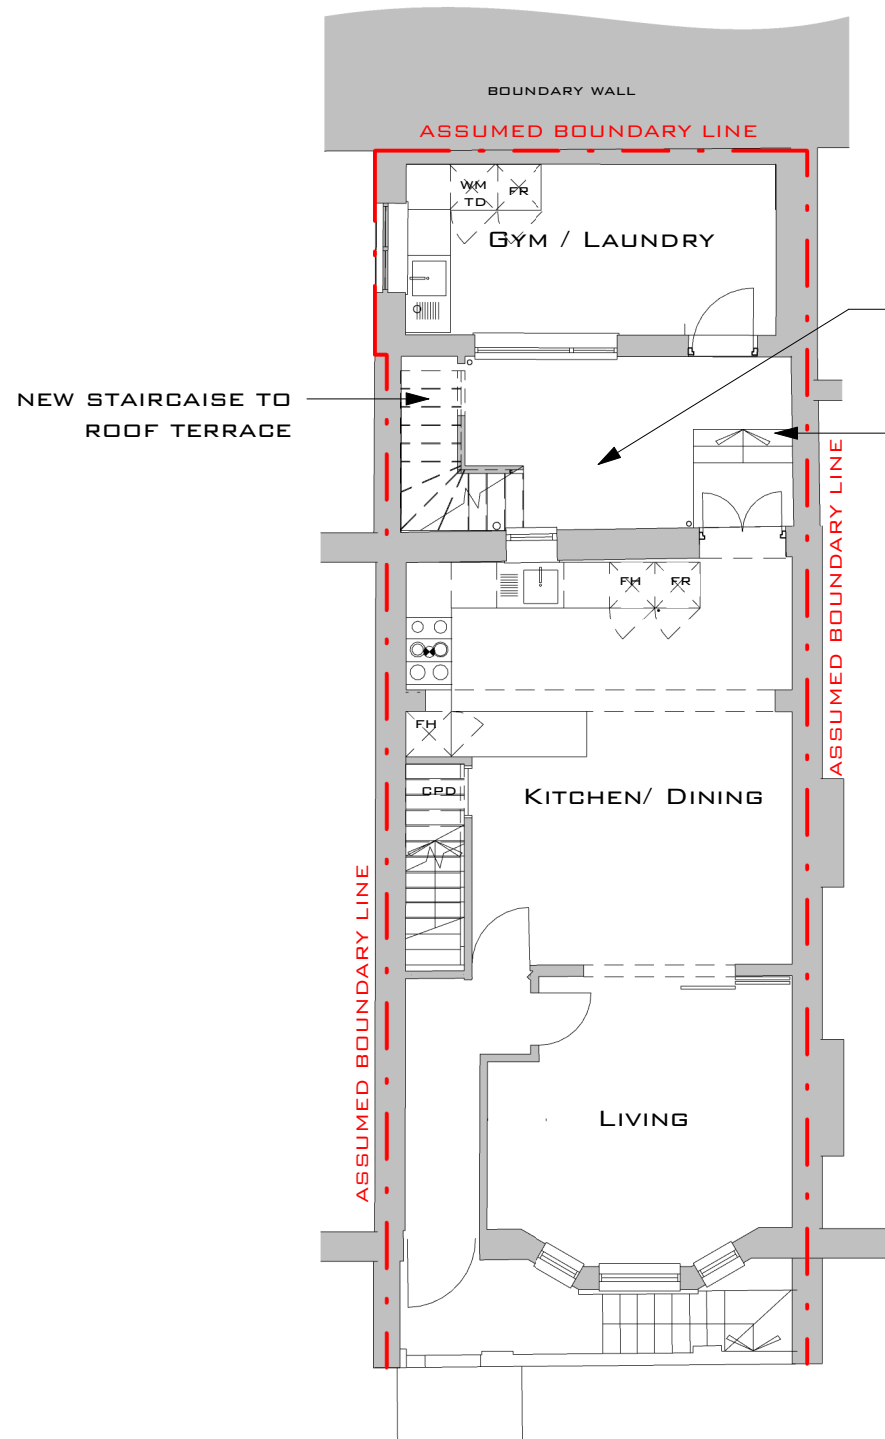 BOUNDARY WALL
ASSUMED BOUNDARY LINE
WM
TD
FR
GYM / LAUNDRY
NEW STAIRCAISE TO
ROOF TERRACE
ASSUMED BOUNDARY LINE
FH
FR
FH
CPD
KITCHEN/ DINING
ASSUMED BOUNDARY LINE
LIVING